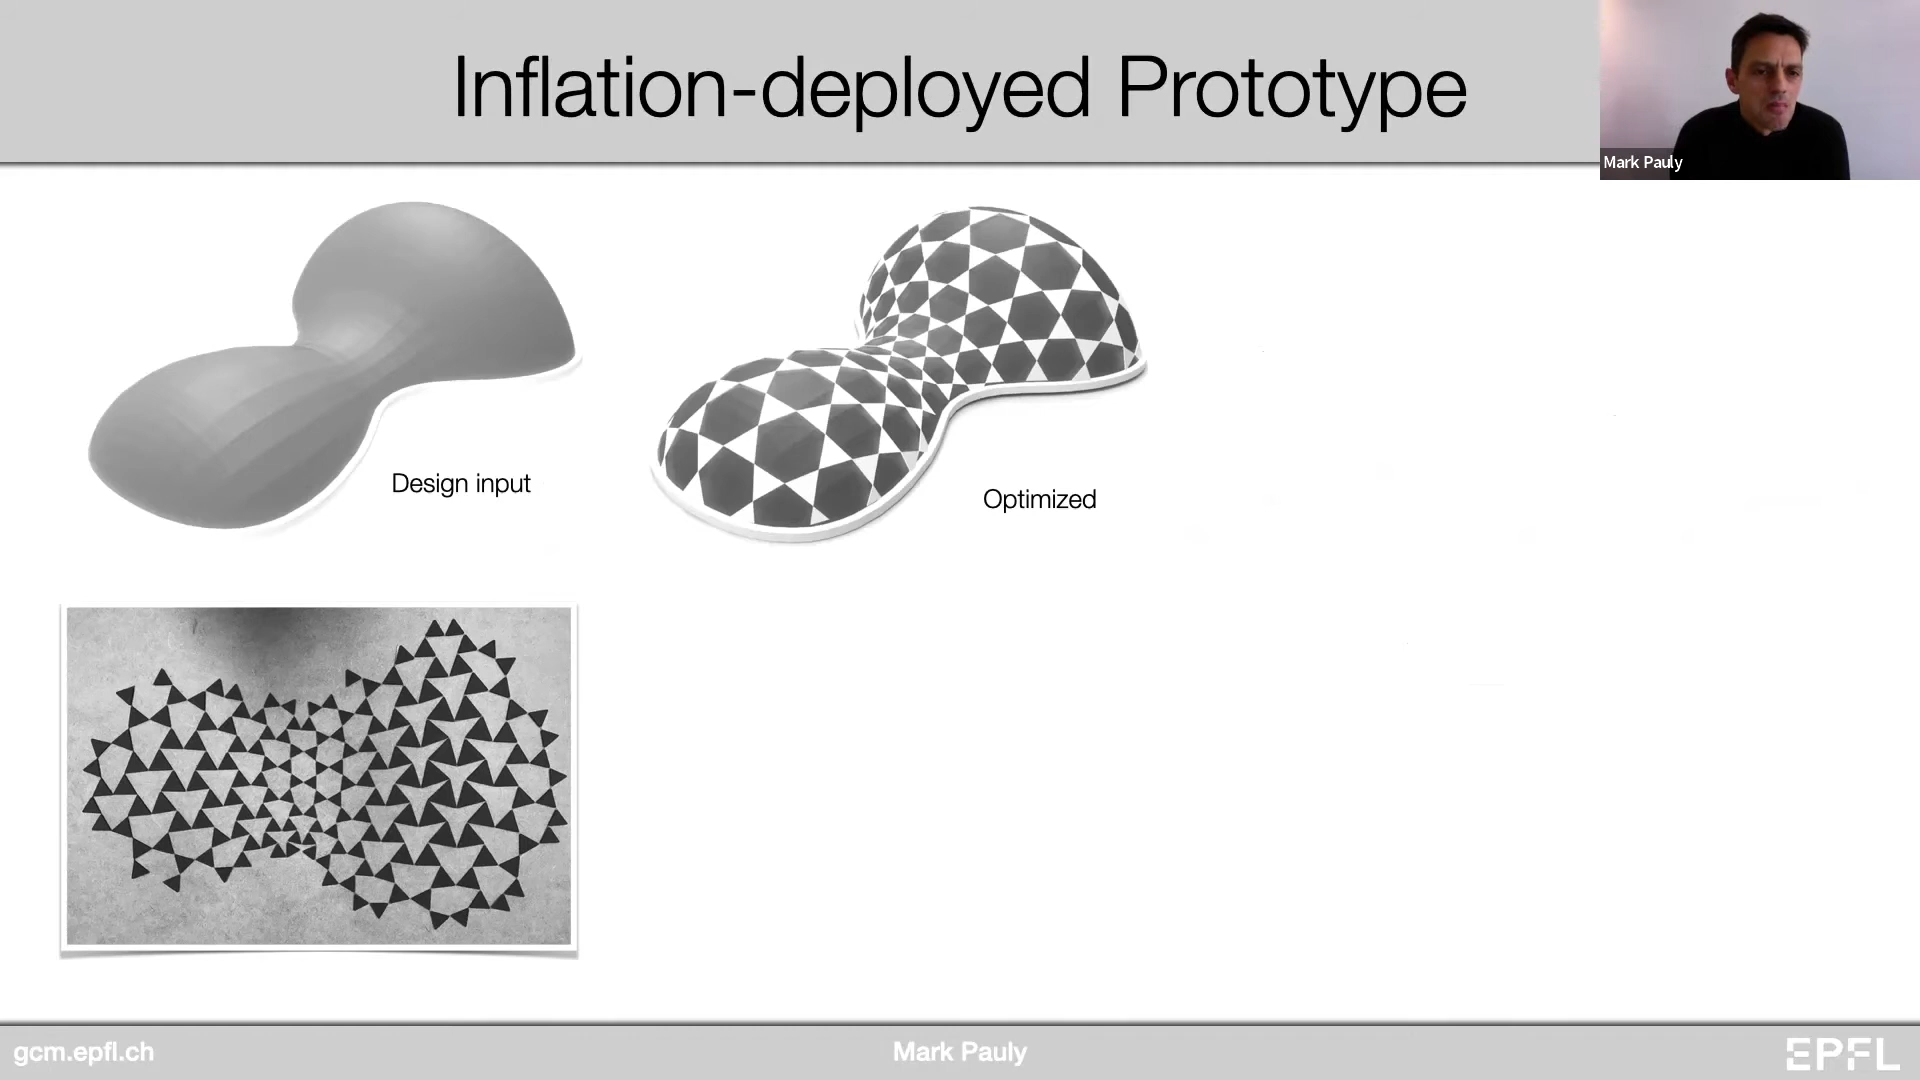 Inflation-deployed Prototype
Mark Pauly
Design input
Optimized
gcm.epfl.ch
Mark Pauly
EPFL